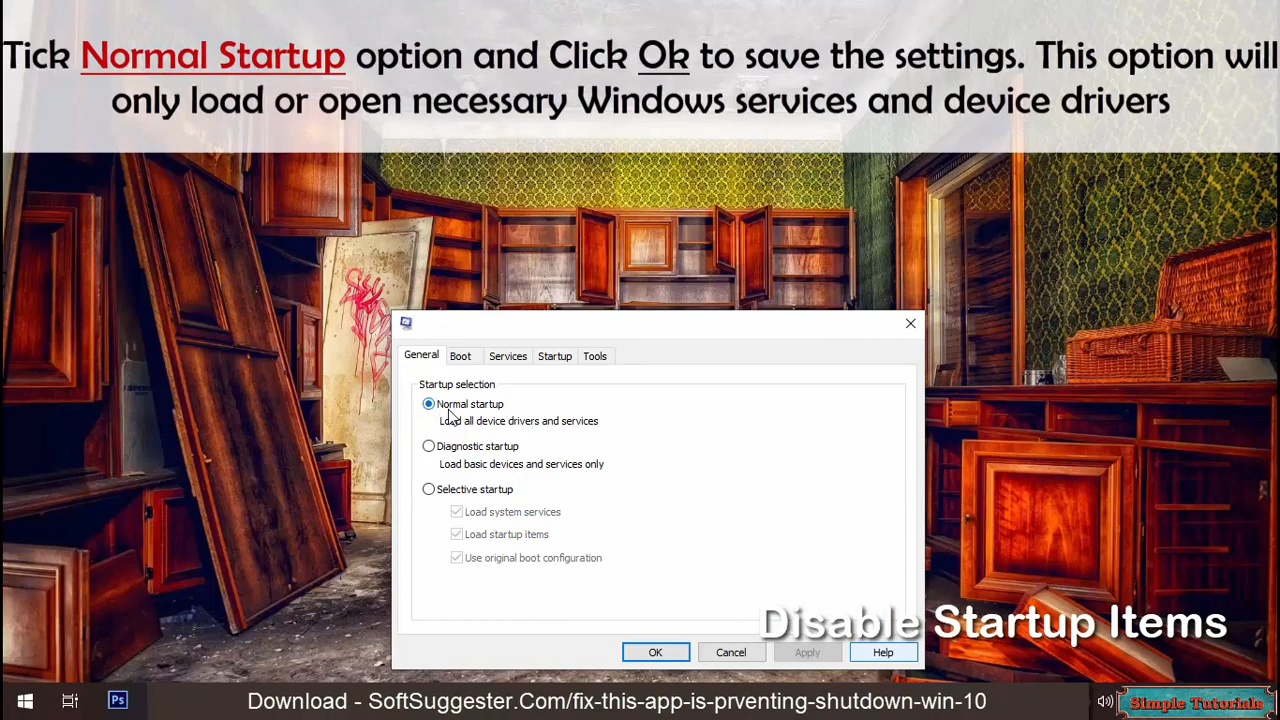 Tick Normal Startup option and Click Ok to save the settings. This option will
only load or open necessary Windows services and device drivers
General Boot Services Startup Tools
Startup selection
Normal startup
Load all device drivers and services
Diagnostic startup
Load basic devices and services only
Selective startup
Load system services
Load startup items
Use original boot configuration
Disable Startup Items
OK Cancel Apply Help
Ps
Download - SoftSuggester.Com/fix-this-app-is-prventing-shutdown-win-10
Simple Tutorials